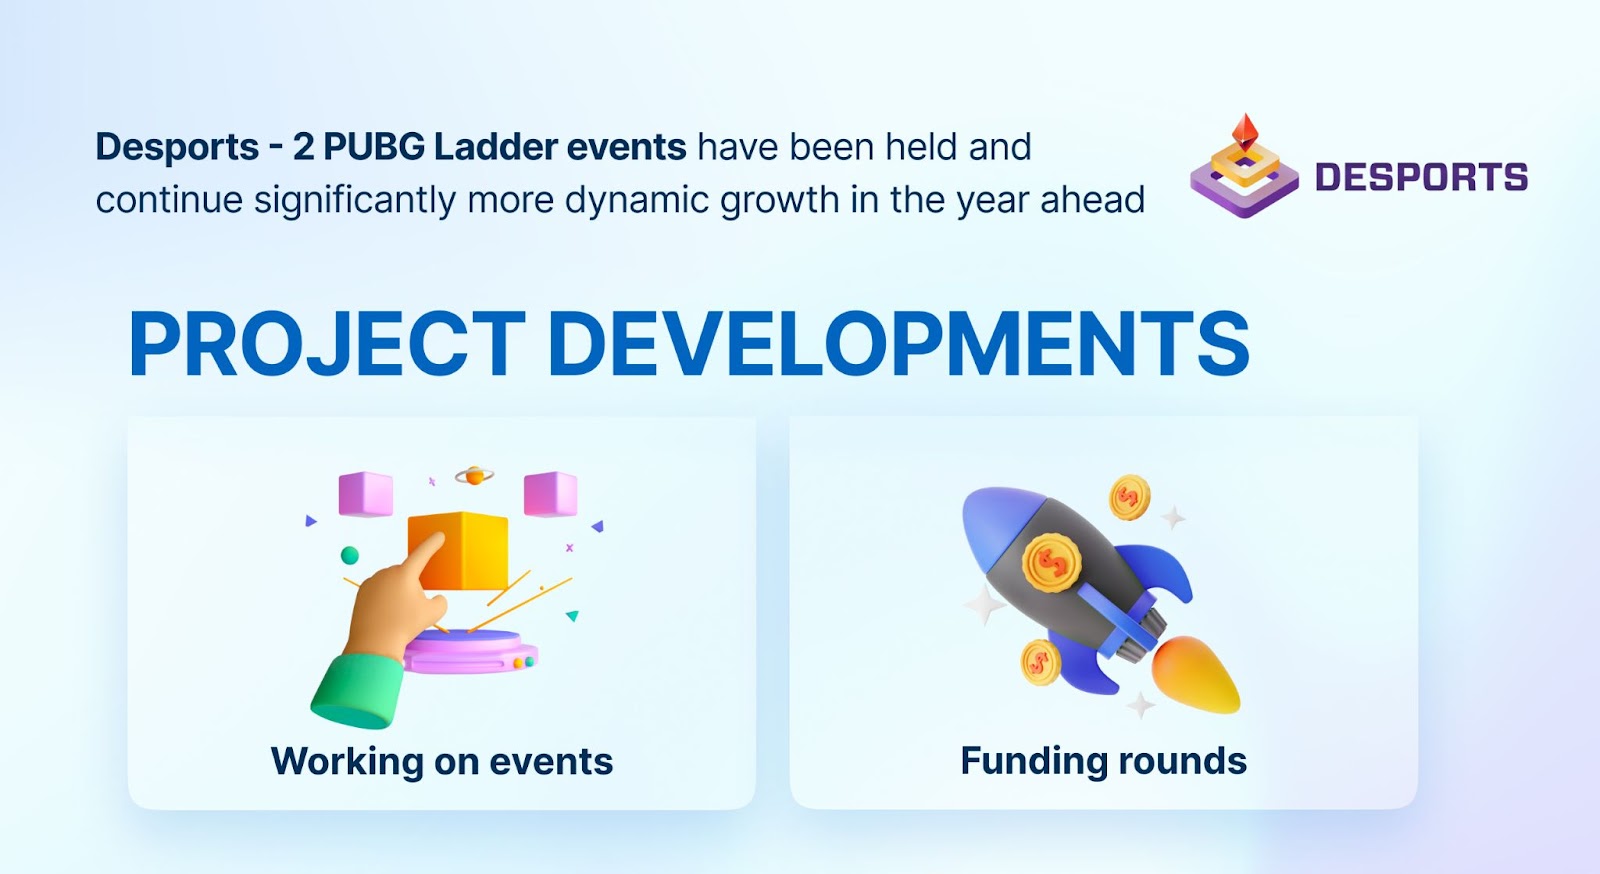 Desports - 2 PUBG Ladder events have been held and
continue significantly more dynamic growth in the year ahead
DESPORTS
PROJECT DEVELOPMENTS
Working on events
Funding rounds